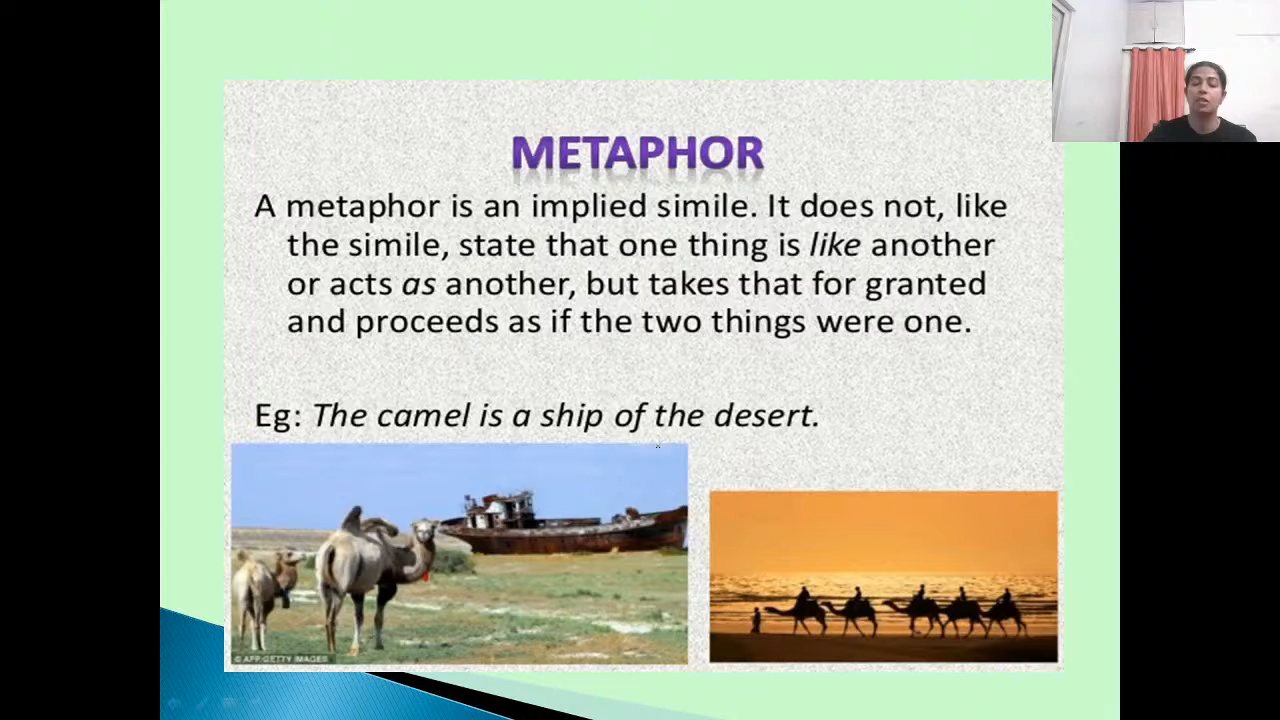 METAPHOR
A metaphor is an implied simile. It does not, like
the simile, state that one thing is like another
or acts as another, but takes that for granted
and proceeds as if the two things were one.
Eg: The camel is a ship of the desert.
© AFP/GETTY IMAGES